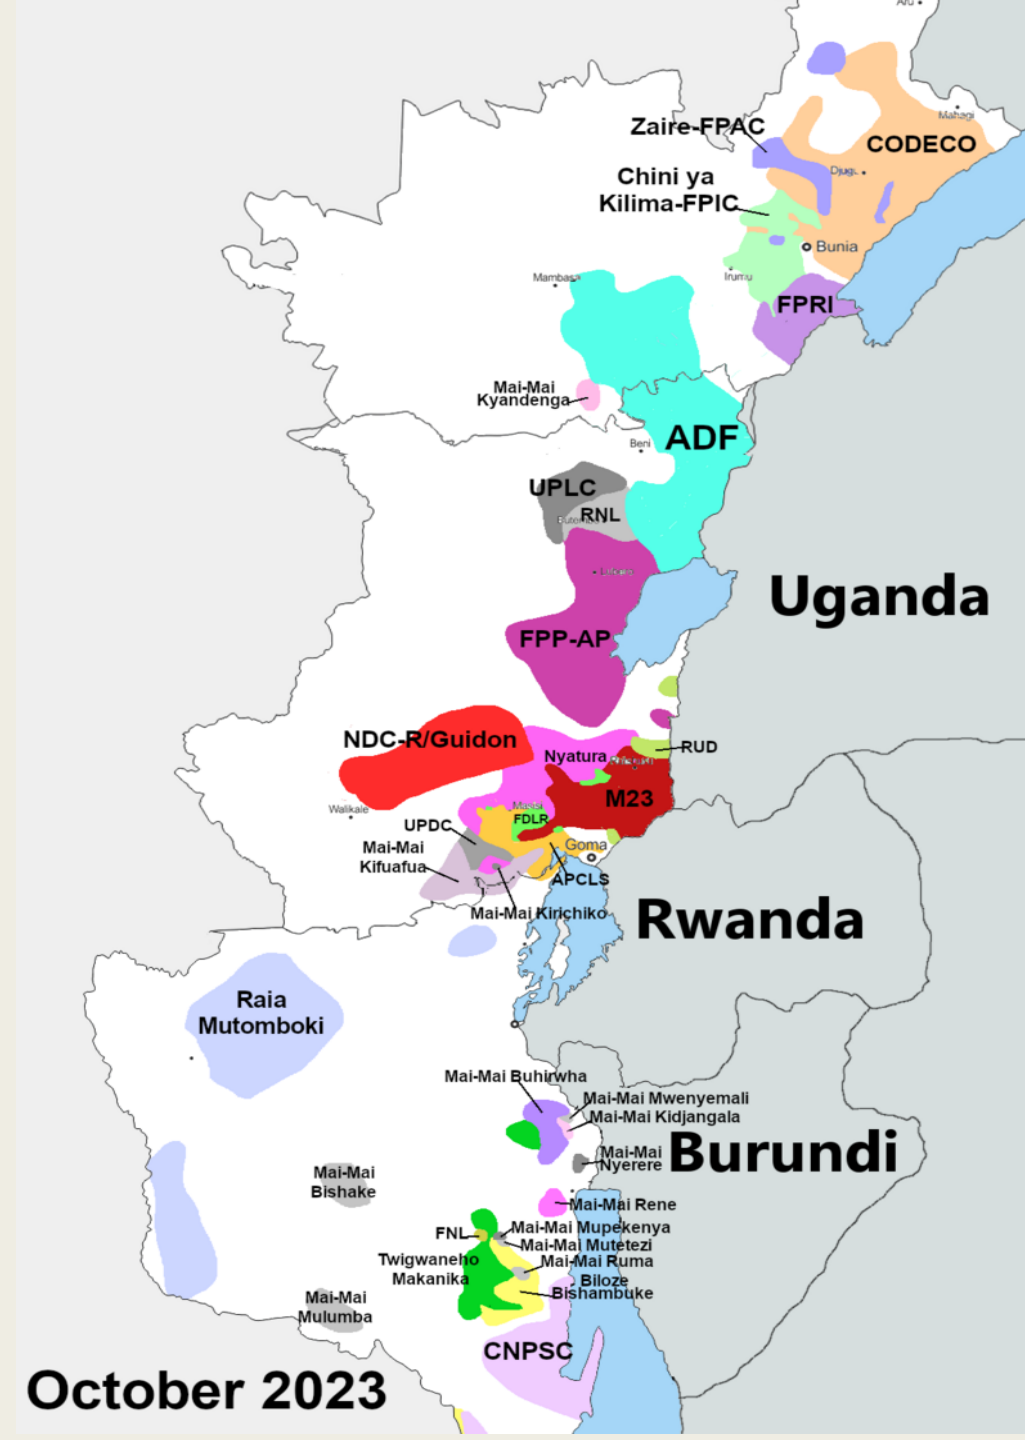 Aru
Mahagi
Zaire-FPAC
CODECO
Chini ya
Kilima-FPIC
Bunia
Mambasa
Irumu
FPRI
Mai-Mai
Kyandenga
ADF
Beni
UPLC
RNL
Uganda
FPP-AP
NDC-R/Guidon
Nyatura
RUD
M23
Walikale
FDLR
UPDC
Mai-Mai
Kifuafua
Goma
APCLS
Mai-Mai Kirichiko
Rwanda
Raia
Mutomboki
Mai-Mai Buhirwha
Mai-Mai Mwenyemali
Mai-Mai Kidjangala
Mai-Mai
Nyerere
Burundi
Mai-Mai
Bishake
Mai-Mai Rene
FNL
Mai-Mai Mupekenya
Mai-Mai Mutetezi
Twigwaneho
Makanika
Mai-Mai Ruma
Biloze
Bishambuke
Mai-Mai
Mulumba
CNPSC
October 2023